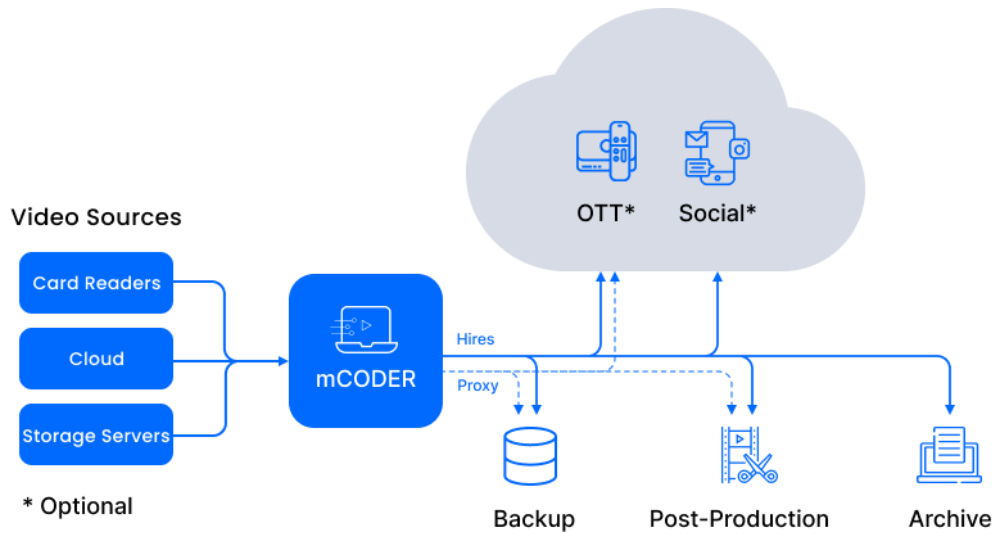 OTT*
Social*
Video Sources
Card Readers
Cloud
Storage Servers
* Optional
mCODER
Hires
Proxy
Backup
Post-Production
Archive